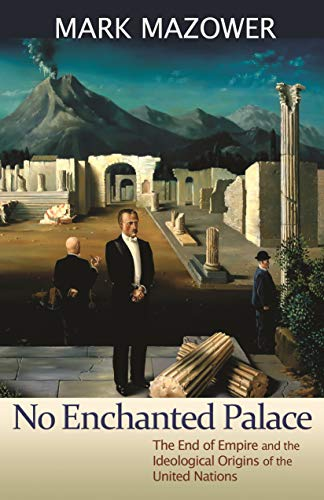 MARK MAZOWER
No Enchanted Palace
The End of Empire and the
Ideological Origins of the
United Nations